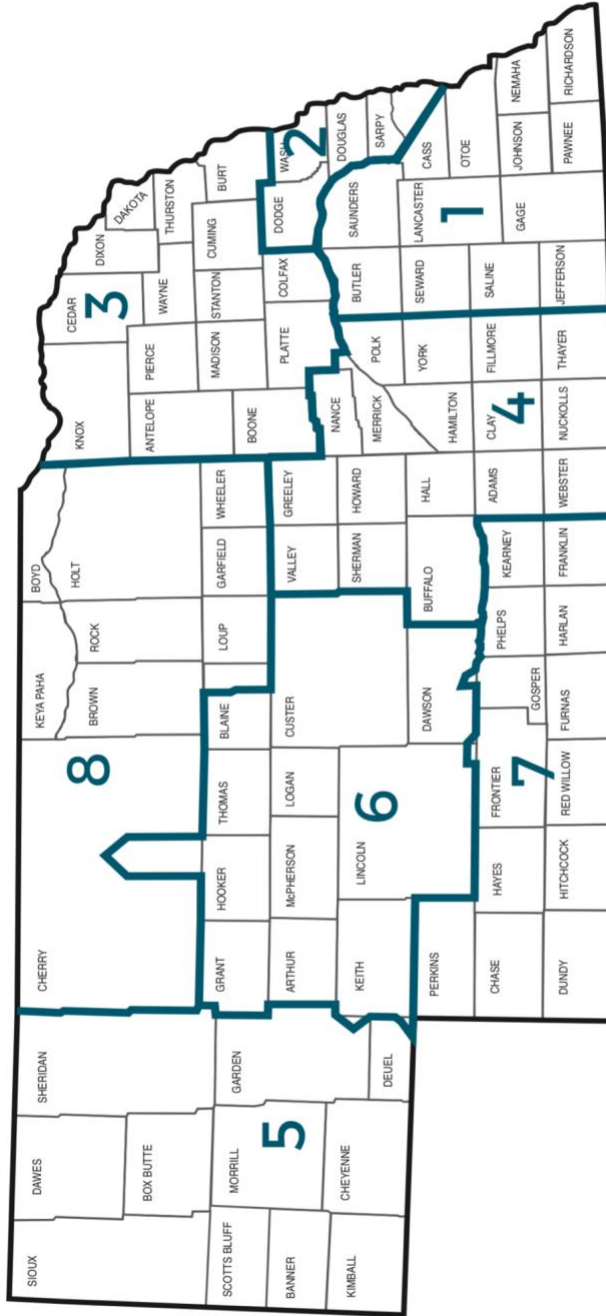 SIOUX
DAWES
SHERIDAN
BOX BUTTE
SCOTTS BLUFF
MORRILL
GARDEN
BANNER
5
KIMBALL
CHEYENNE
DEUEL
CHERRY
8
KEYA PAHA
BOYD
BROWN
ROCK
HOLT
GRANT
HOOKER
THOMAS
BLAINE
LOUP
GARFIELD
WHEELER
ARTHUR
McPHERSON
LOGAN
CUSTER
VALLEY
GREELEY
KEITH
LINCOLN
6
SHERMAN
HOWARD
PERKINS
DAWSON
BUFFALO
HALL
CHASE
HAYES
FRONTIER
GOSPER
PHELPS
KEARNEY
ADAMS
CLAY
FILLMORE
DUNDY
HITCHCOCK
RED WILLOW
7
FURNAS
HARLAN
FRANKLIN
WEBSTER
NUCKOLLS
THAYER
KNOX
CEDAR
DIXON
DAKOTA
3
ANTELOPE
PIERCE
WAYNE
THURSTON
BOONE
MADISON
STANTON
CUMING
BURT
NANCE
PLATTE
COLFAX
DODGE
WASH
2
MERRICK
POLK
BUTLER
SAUNDERS
DOUGLAS
SARPY
HAMILTON
YORK
SEWARD
LANCASTER
CASS
4
1
SALINE
GAGE
OTOE
JOHNSON
NEMAHA
JEFFERSON
PAWNEE
RICHARDSON